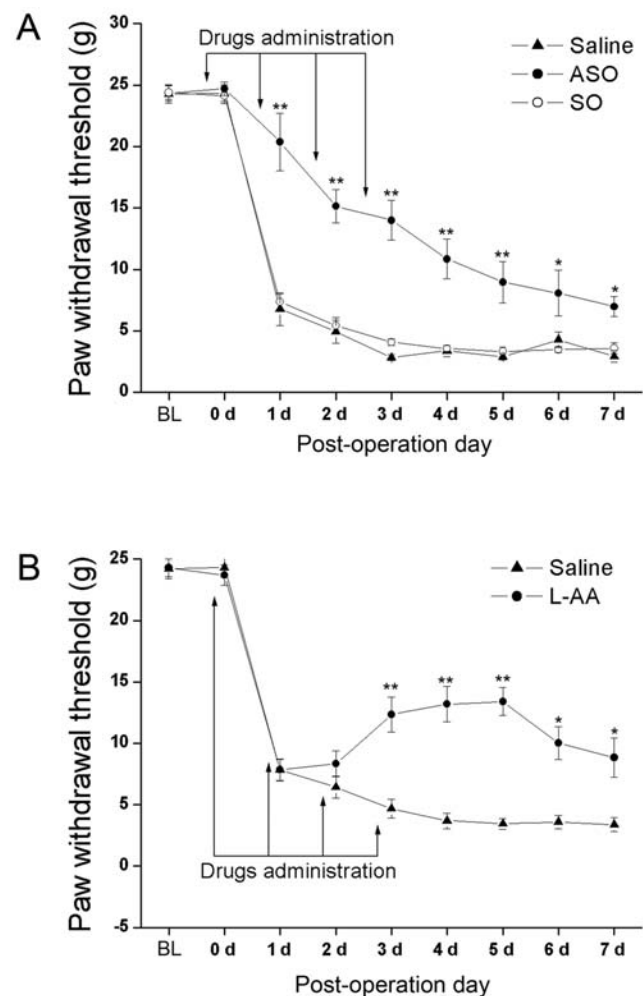 A
Paw withdrawal threshold (g)
30
25
20
15
10
5
0
Drugs administration
Saline
ASO
SO
**
**
**
**
**
*
*
BL
0 d
1 d
2 d
3 d
4 d
5 d
6 d
7 d
Post-operation day
B
Paw withdrawal threshold (g)
25
20
15
10
5
0
-5
Saline
L-AA
**
**
**
*
*
Drugs administration
BL
0 d
1 d
2 d
3 d
4 d
5 d
6 d
7 d
Post-operation day